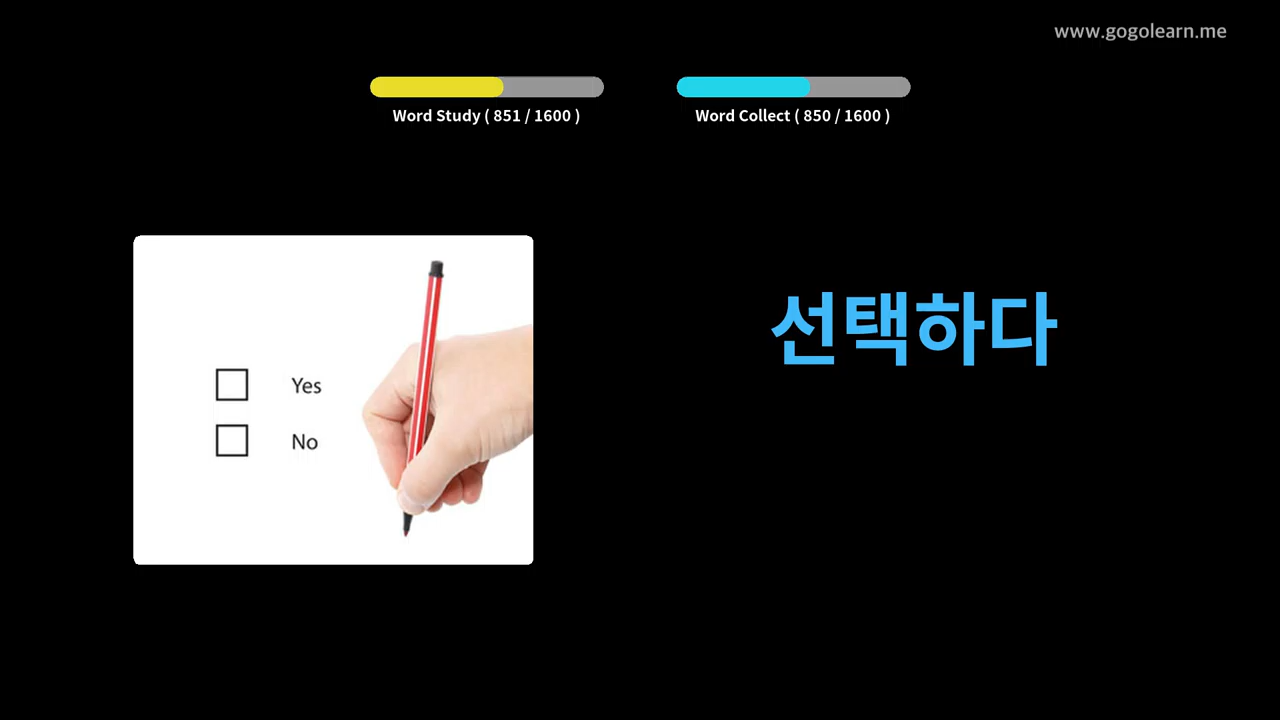 www.gogolearn.me
Word Study ( 851 / 1600 )
Word Collect ( 850 / 1600 )
선택하다
Yes
No